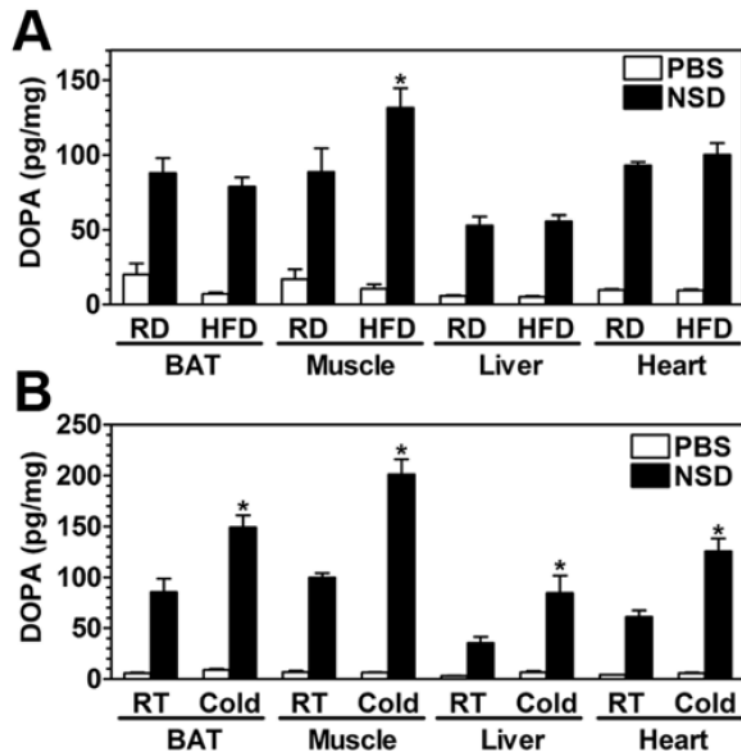 A
DOPA (pg/mg)
150
100
50
0
*
PBS
NSD
RD HFD RD HFD RD HFD RD HFD
BAT Muscle Liver Heart
B
DOPA (pg/mg)
250
200
150
100
50
0
* * * *
PBS
NSD
RT Cold RT Cold RT Cold RT Cold
BAT Muscle Liver Heart